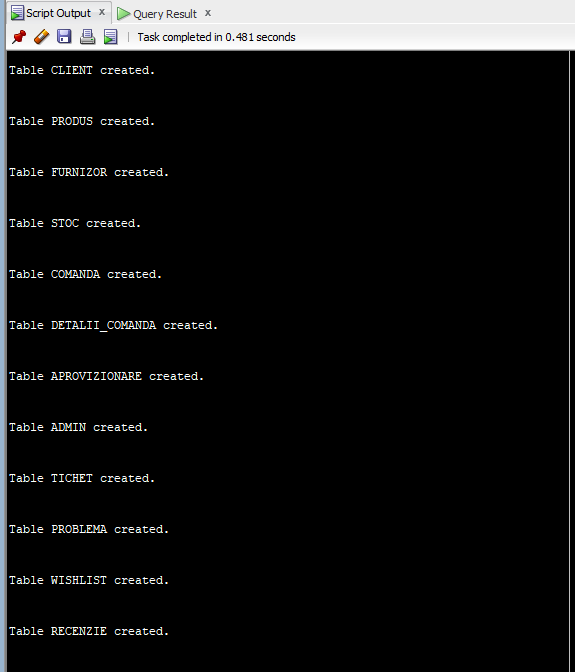 Script Output x Query Result x
Task completed in 0.481 seconds
Table CLIENT created.
Table PRODUS created.
Table FURNIZOR created.
Table STOC created.
Table COMANDA created.
Table DETALII_COMANDA created.
Table APROVIZIONARE created.
Table ADMIN created.
Table TICHET created.
Table PROBLEMA created.
Table WISHLIST created.
Table RECENZIE created.